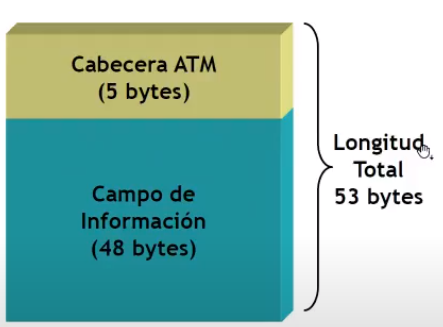 Cabecera ATM
(5 bytes)
Campo de
Información
(48 bytes)
Longitud
Total
53 bytes